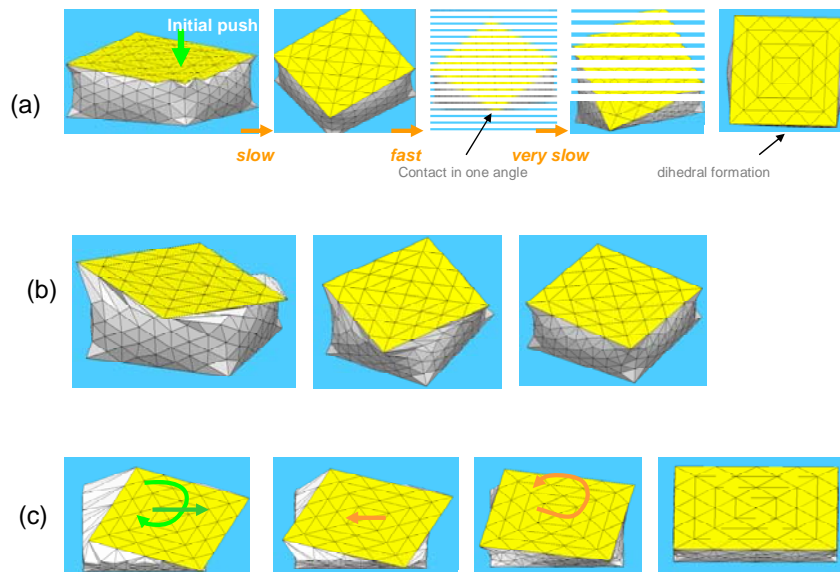 Initial push
(a)
slow
fast
very slow
Contact in one angle
dihedral formation
(b)
(c)